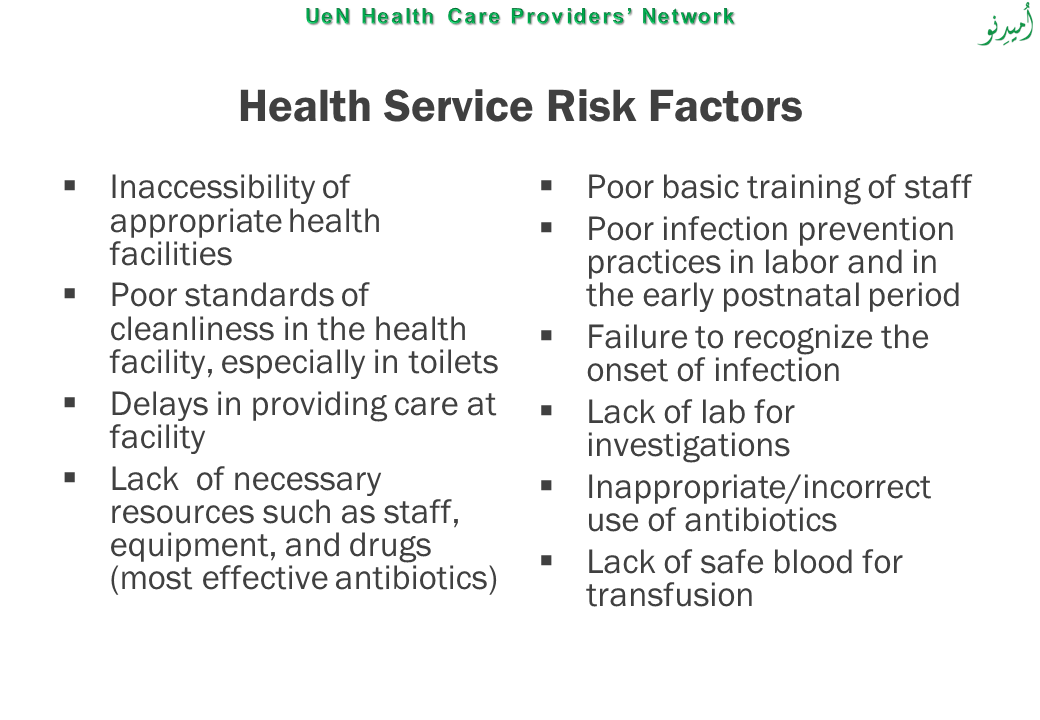 UeN Health Care Providers’ Network
اُمیدِنو
Health Service Risk Factors
▪ Inaccessibility of
appropriate health
facilities
▪ Poor standards of
cleanliness in the health
facility, especially in toilets
▪ Delays in providing care at
facility
▪ Lack of necessary
resources such as staff,
equipment, and drugs
(most effective antibiotics)
▪ Poor basic training of staff
▪ Poor infection prevention
practices in labor and in
the early postnatal period
▪ Failure to recognize the
onset of infection
▪ Lack of lab for
investigations
▪ Inappropriate/incorrect
use of antibiotics
▪ Lack of safe blood for
transfusion